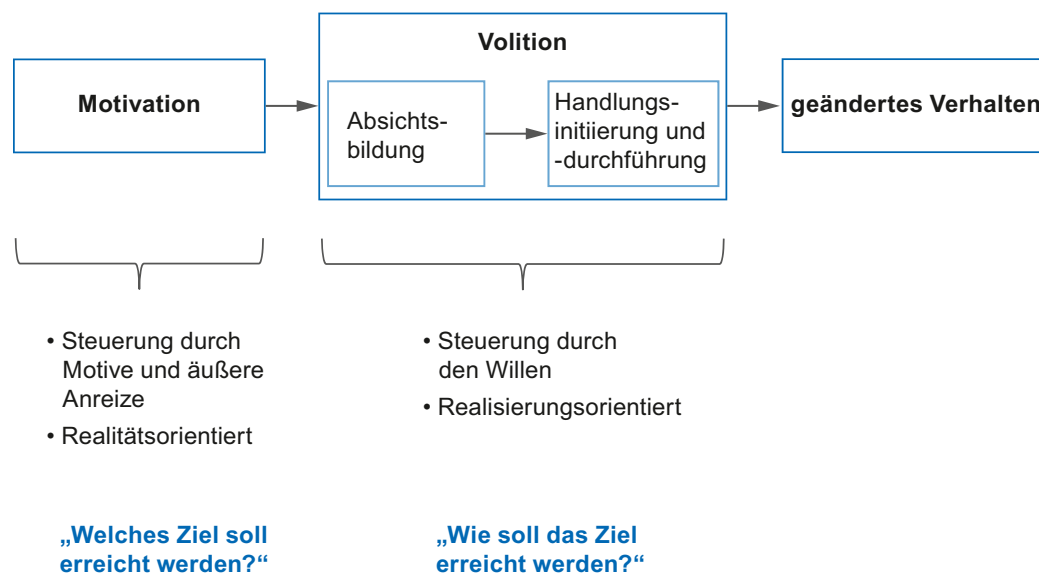 Motivation
Volition
Absichts-
bildung
Handlungs-
initiierung und
-durchführung
geändertes Verhalten
• Steuerung durch
Motive und äußere
Anreize
• Realitätsorientiert
• Steuerung durch
den Willen
• Realisierungsorientiert
„Welches Ziel soll
erreicht werden?“
„Wie soll das Ziel
erreicht werden?“